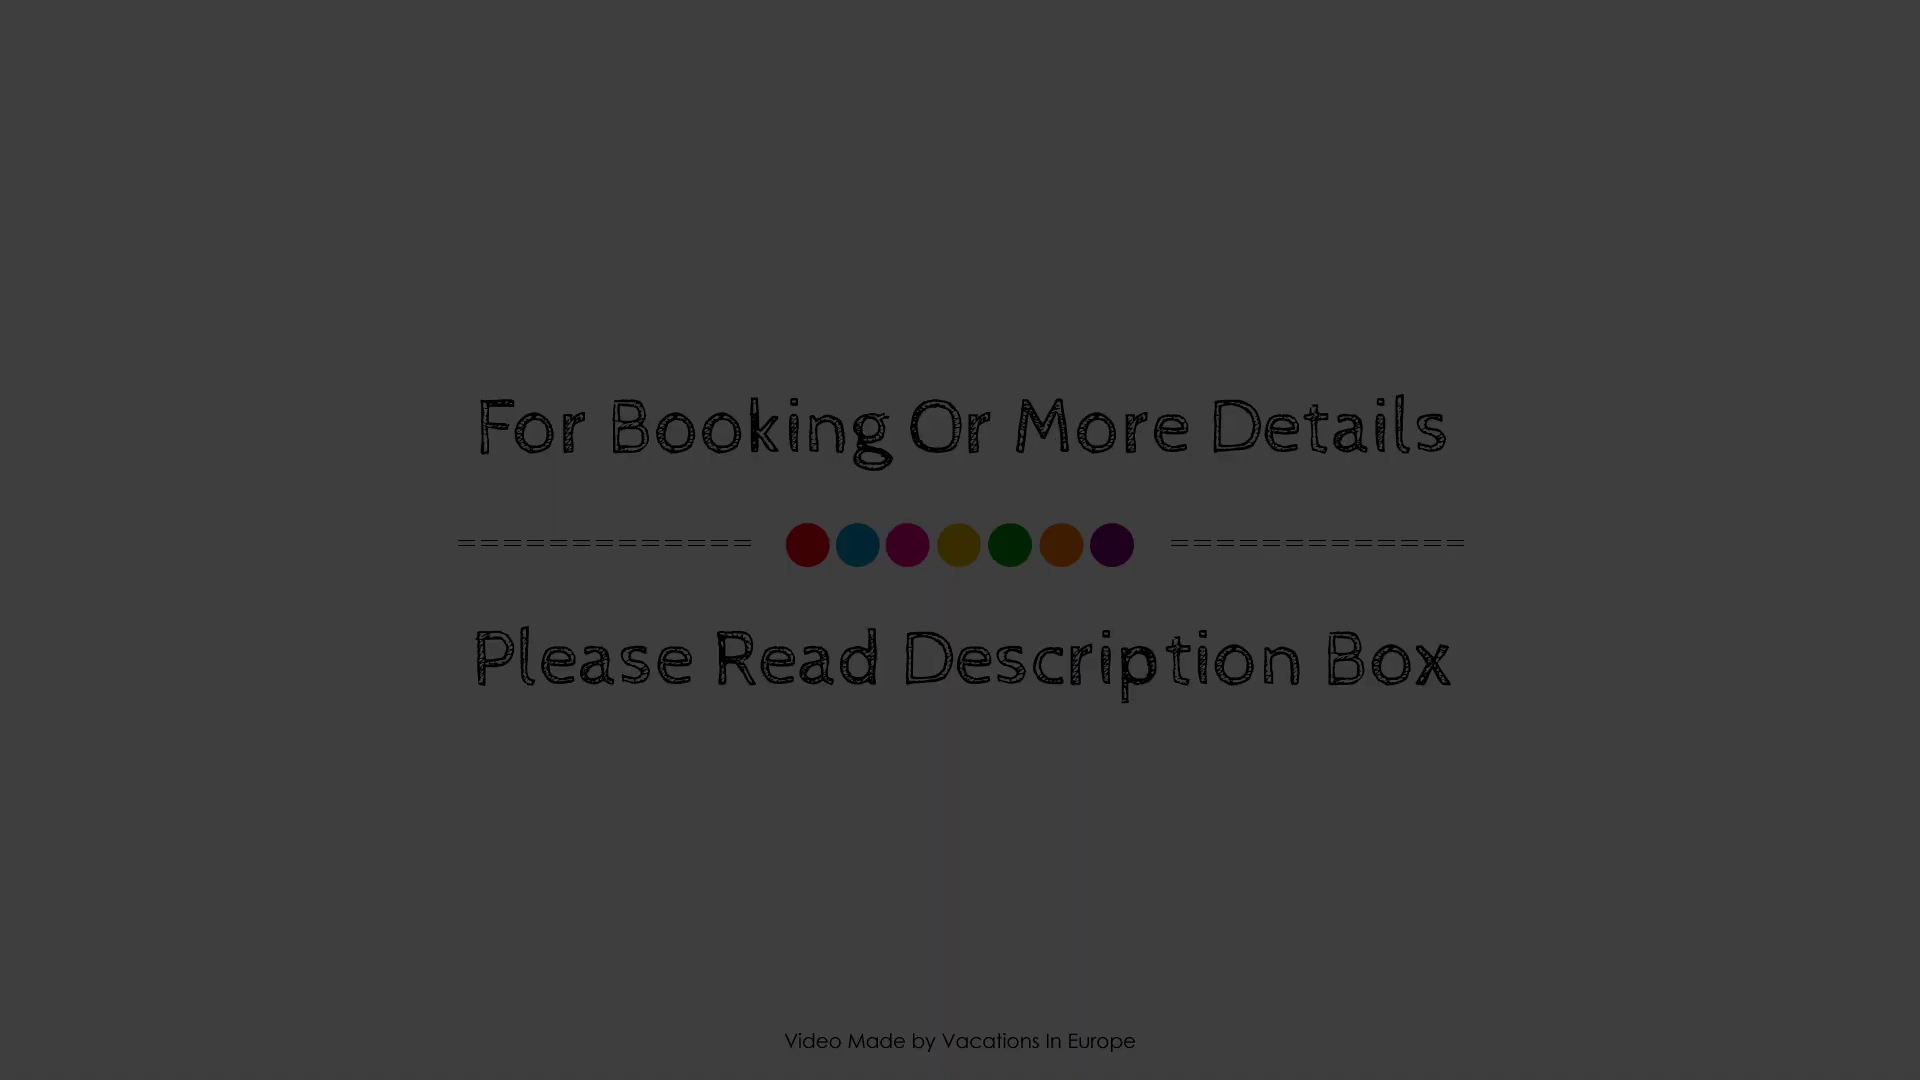 For Booking Or More Details
============= =============
Please Read Description Box
Video Made by Vacations In Europe